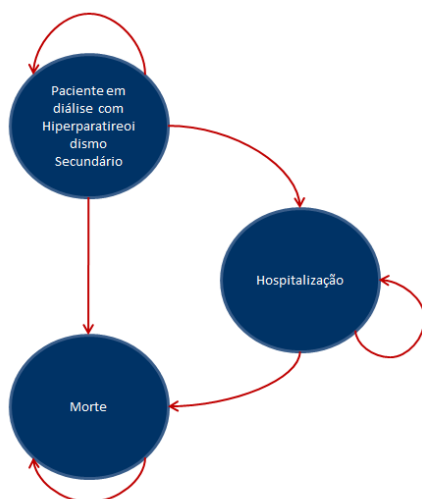 Paciente em
diálise com
Hiperparatireoi
dismo
Secundário
Hospitalização
Morte